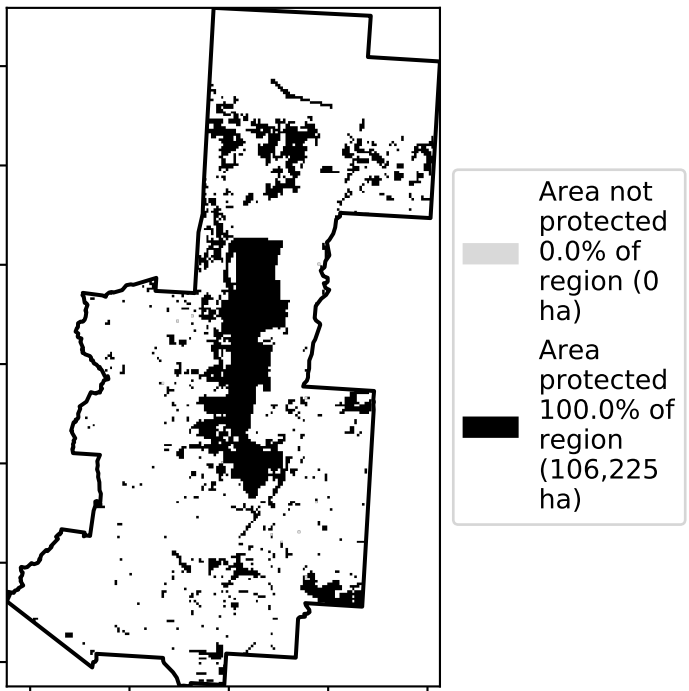 Area not
protected
0.0% of
region (0
ha)
Area
protected
100.0% of
region
(106,225
ha)